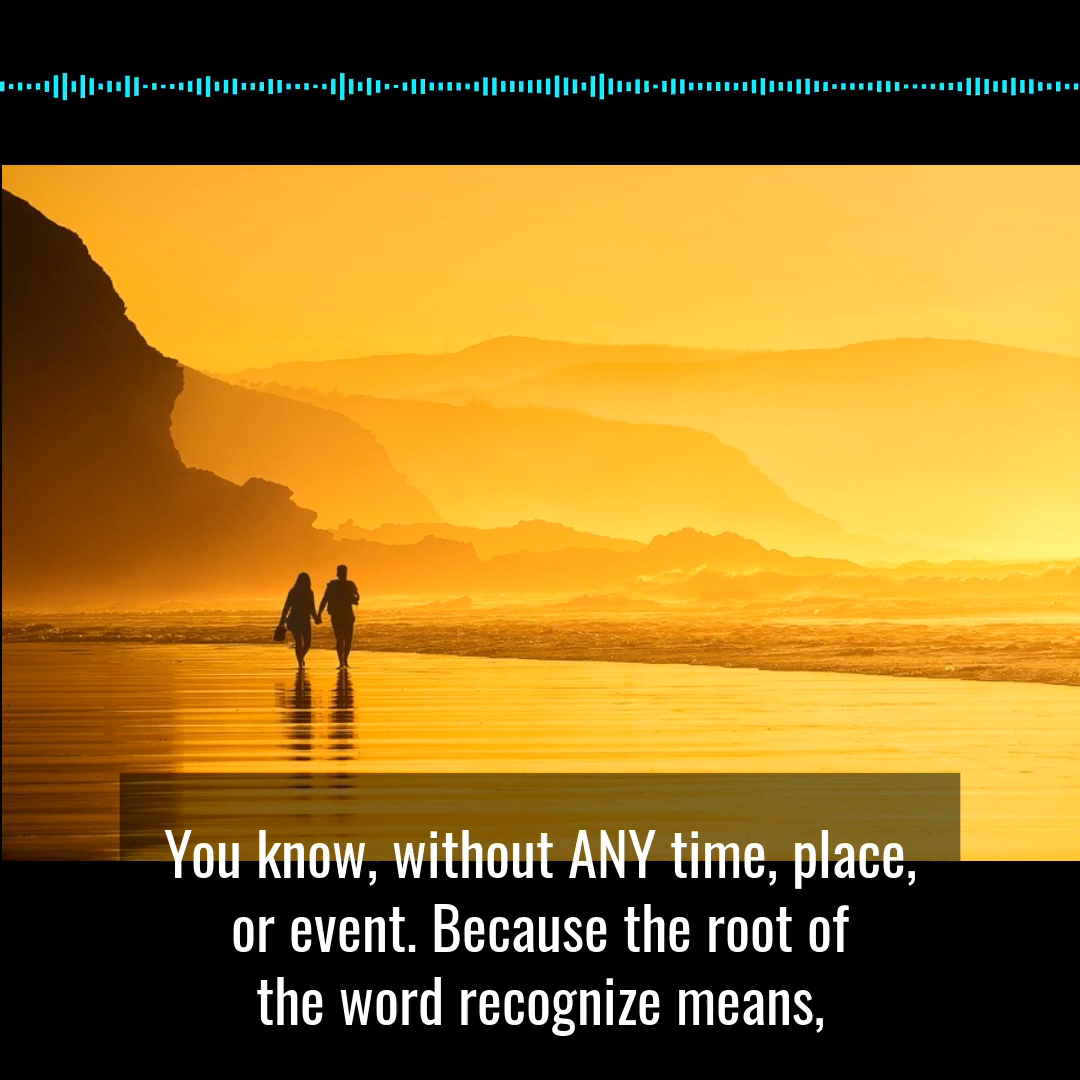 You know, without ANY time, place,
or event. Because the root of
the word recognize means,